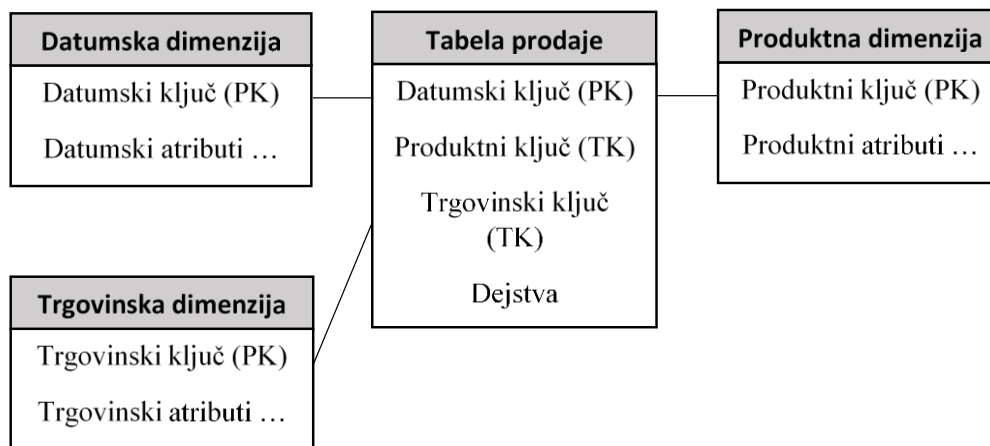 Datumska dimenzija
Datumski ključ (PK)
Datumski atributi …
Tabela prodaje
Datumski ključ (PK)
Produktni ključ (TK)
Trgovinski ključ
(TK)
Dejstva
Produktna dimenzija
Produktni ključ (PK)
Produktni atributi …
Trgovinska dimenzija
Trgovinski ključ (PK)
Trgovinski atributi …